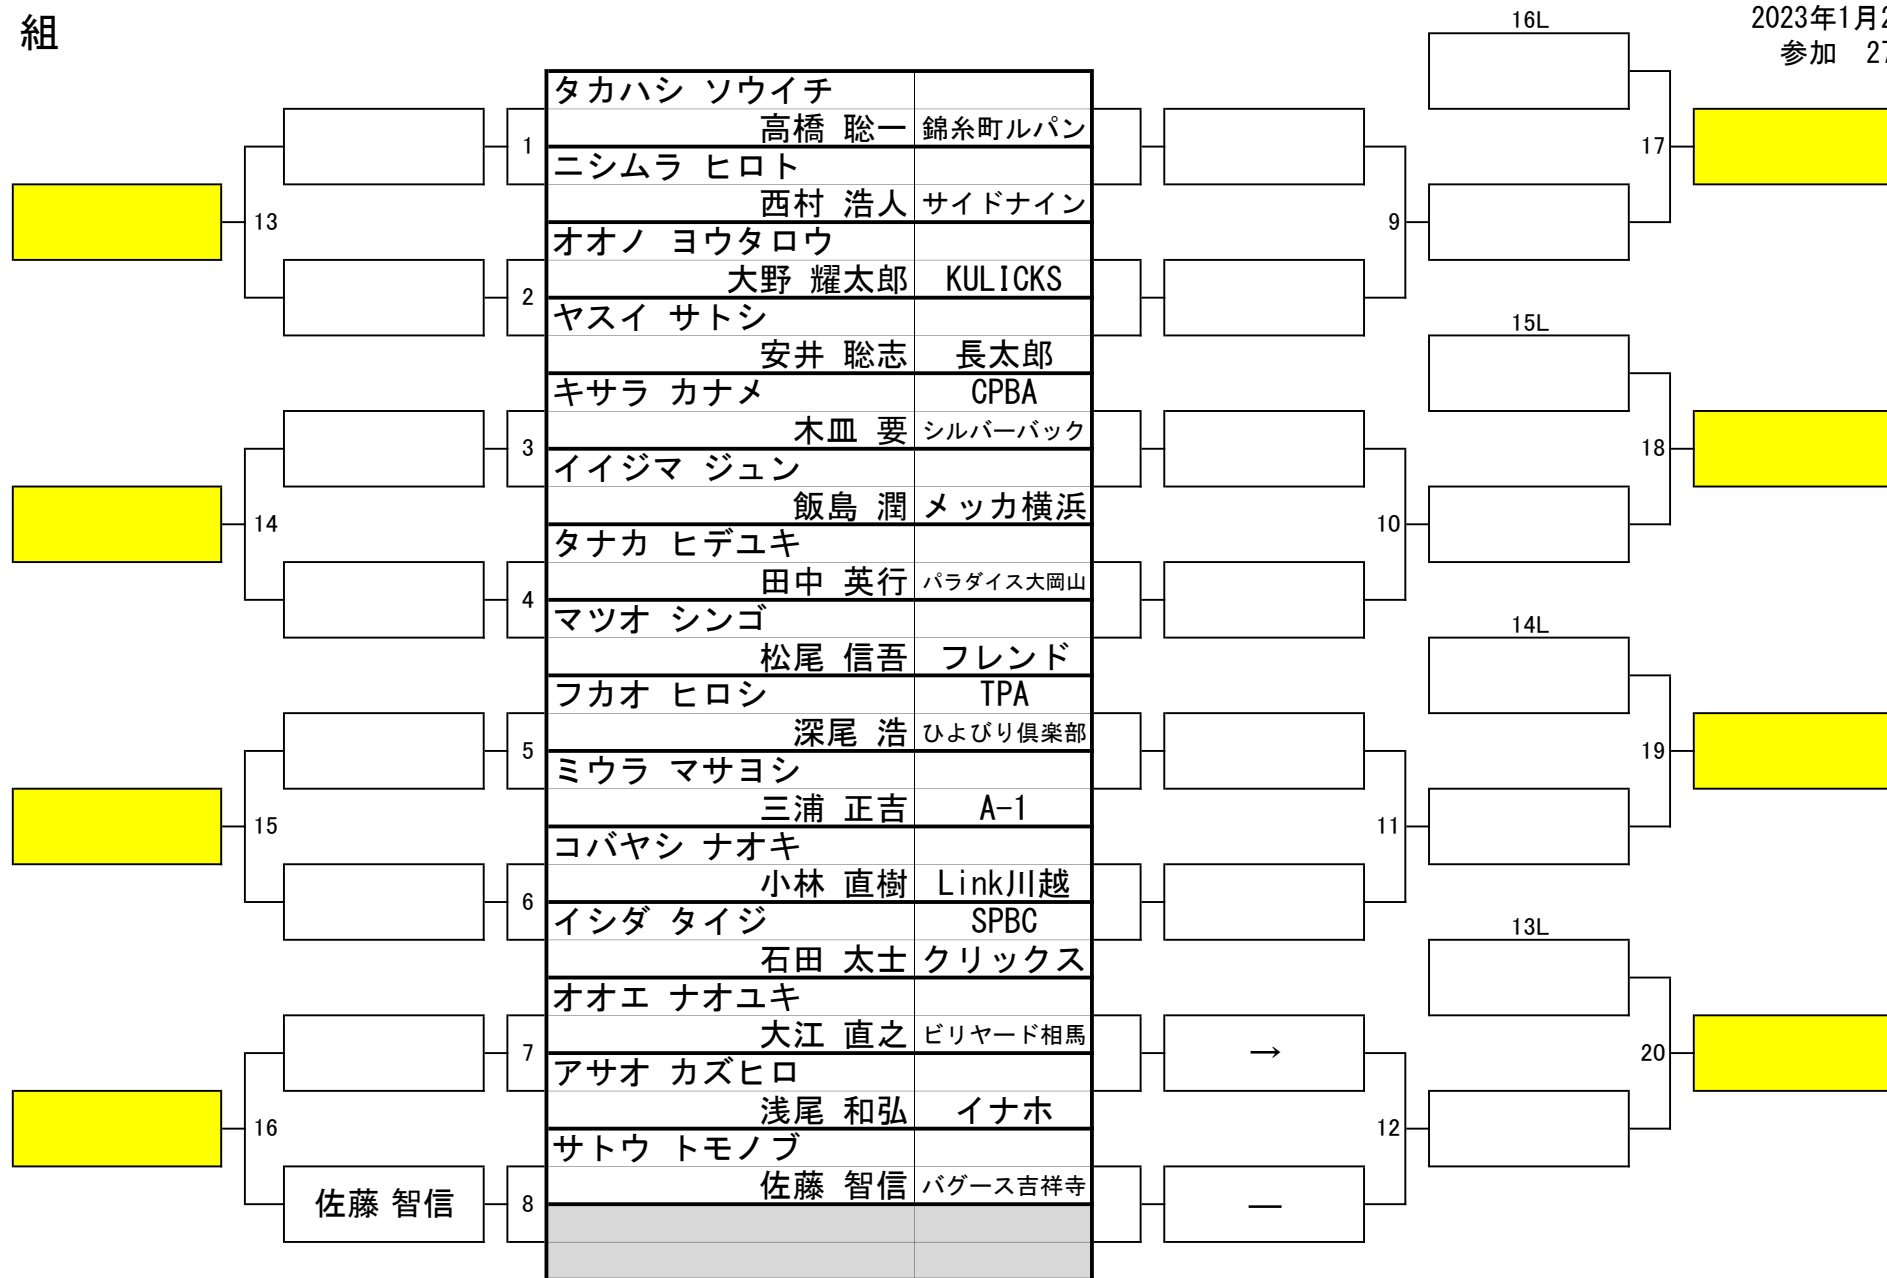 組
2023年1月2
参加 27
16L
タカハシ ソウイチ
1 高橋 聡一 錦糸町ルパン 17
ニシムラ ヒロト
西村 浩人 サイドナイン
13 9
オオノ ヨウタロウ
大野 耀太郎 KULICKS
2
ヤスイ サトシ 15L
安井 聡志 長太郎
キサラ カナメ CPBA
木皿 要 シルバーバック
3 18
イイジマ ジュン
飯島 潤 メッカ横浜
14 10
タナカ ヒデユキ
田中 英行 パラダイス大岡山
4
マツオ シンゴ 14L
松尾 信吾 フレンド
フカオ ヒロシ TPA
深尾 浩 ひよびり倶楽部
5 19
ミウラ マサヨシ
三浦 正吉 A-1
15 11
コバヤシ ナオキ
小林 直樹 Link川越
6
イシダ タイジ SPBC 13L
石田 太士 クリックス
オオエ ナオユキ
大江 直之 ビリヤード相馬
7 → 20
アサオ カズヒロ
浅尾 和弘 イナホ
16 12
サトウ トモノブ
佐藤 智信 バグース吉祥寺
佐藤 智信 8 ―